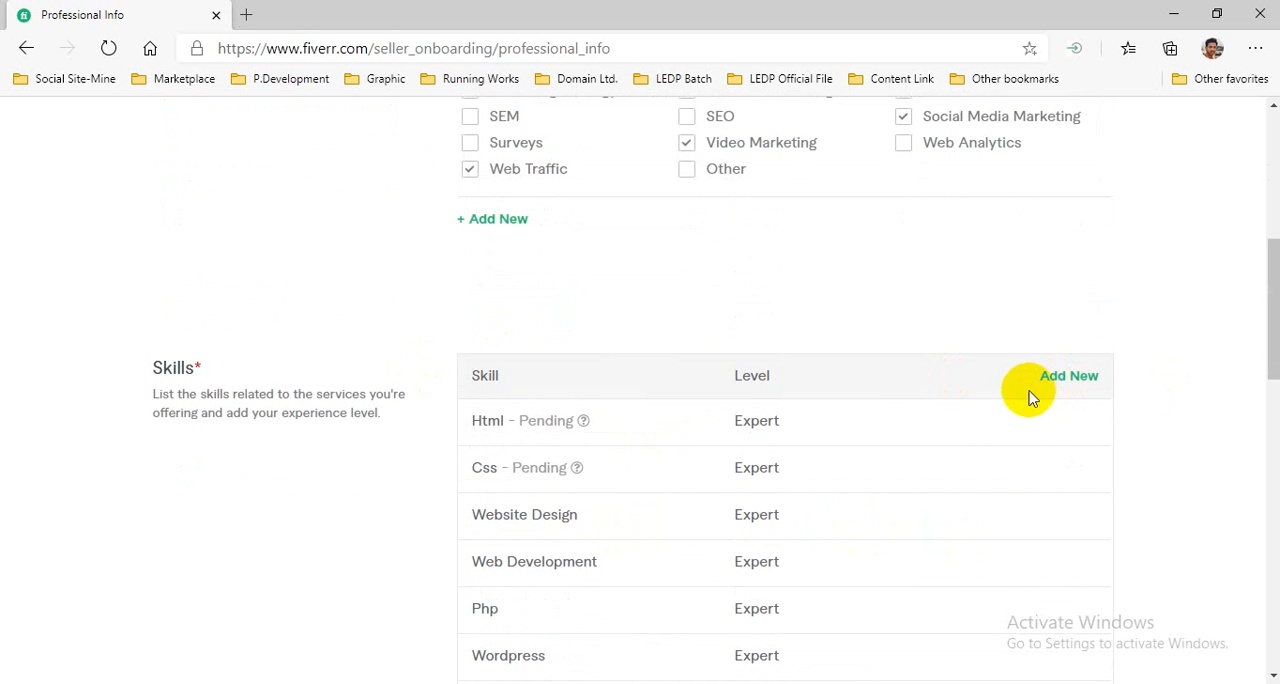 Professional Info
https://www.fiverr.com/seller_onboarding/professional_info
Social Site-Mine Marketplace P.Development Graphic Running Works Domain Ltd. LEDP Batch LEDP Official File Content Link Other bookmarks Other favorites
SEM SEO Social Media Marketing
Surveys Video Marketing Web Analytics
Web Traffic Other
+ Add New
Skills*
List the skills related to the services you're
offering and add your experience level.
Skill Level Add New
Html - Pending Expert
Css - Pending Expert
Website Design Expert
Web Development Expert
Php Expert
Wordpress Expert
Activate Windows
Go to Settings to activate Windows.